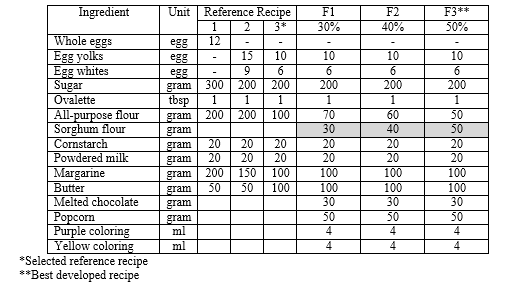 Ingredient Unit Reference Recipe F1 F2 F3**
1 2 3* 30% 40% 50%
Whole eggs egg 12 - - - - -
Egg yolks egg - 15 10 10 10 10
Egg whites egg - 9 6 6 6 6
Sugar gram 300 200 200 200 200 200
Ovalette tbsp 1 1 1 1 1 1
All-purpose flour gram 200 200 100 70 60 50
Sorghum flour gram 30 40 50
Cornstarch gram 20 20 20 20 20 20
Powdered milk gram 20 20 20 20 20 20
Margarine gram 200 150 100 100 100 100
Butter gram 50 50 100 100 100 100
Melted chocolate gram 30 30 30
Popcorn gram 50 50 50
Purple coloring ml 4 4 4
Yellow coloring ml 4 4 4
*Selected reference recipe
**Best developed recipe